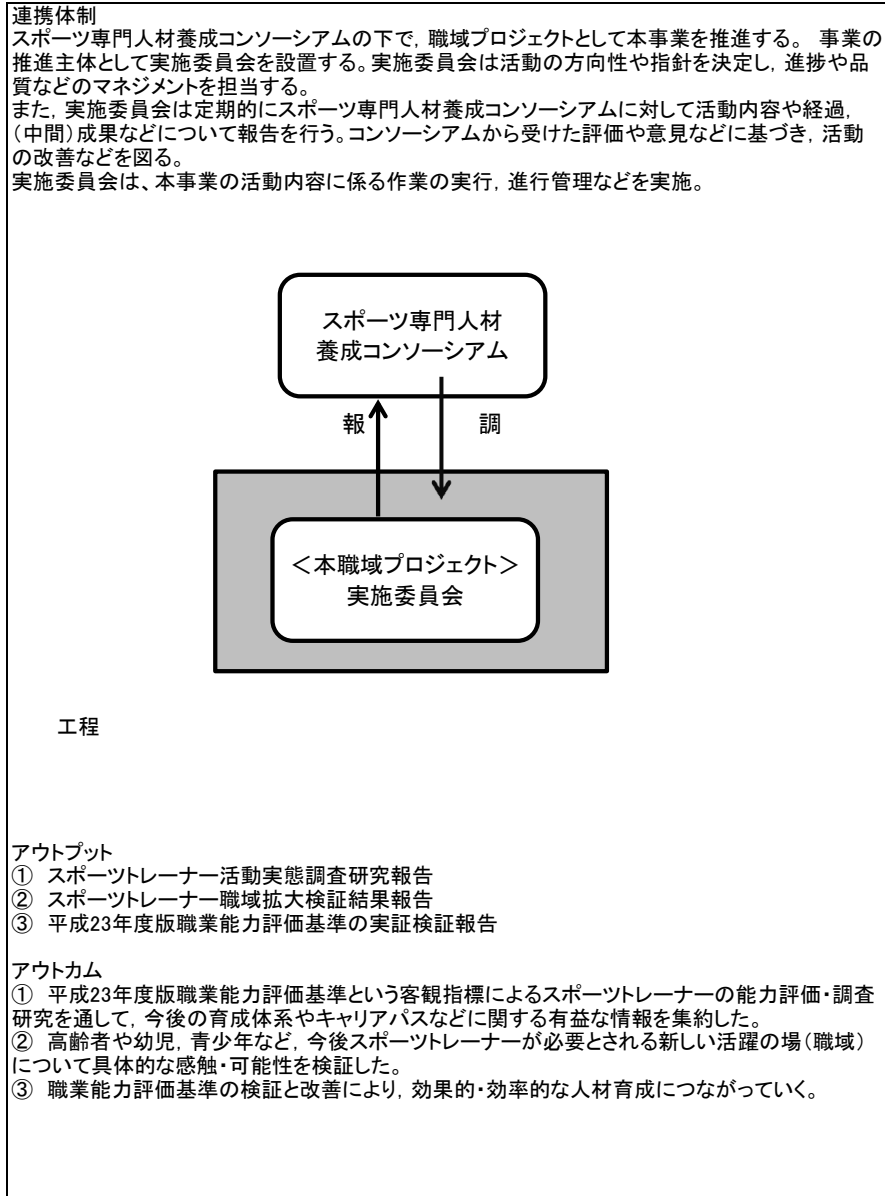 連携体制
スポーツ専門人材養成コンソーシアムの下で,職域プロジェクトとして本事業を推進する。 事業の
推進主体として実施委員会を設置する。実施委員会は活動の方向性や指針を決定し,進捗や品
質などのマネジメントを担当する。
また,実施委員会は定期的にスポーツ専門人材養成コンソーシアムに対して活動内容や経過,
(中間)成果などについて報告を行う。コンソーシアムから受けた評価や意見などに基づき,活動
の改善などを図る。
実施委員会は、本事業の活動内容に係る作業の実行,進行管理などを実施。
スポーツ専門人材
養成コンソーシアム
報 調
<本職域プロジェクト>
実施委員会
工程
アウトプット
① スポーツトレーナー活動実態調査研究報告
② スポーツトレーナー職域拡大検証結果報告
③ 平成23年度版職業能力評価基準の実証検証報告
アウトカム
① 平成23年度版職業能力評価基準という客観指標によるスポーツトレーナーの能力評価・調査
研究を通して,今後の育成体系やキャリアパスなどに関する有益な情報を集約した。
② 高齢者や幼児,青少年など,今後スポーツトレーナーが必要とされる新しい活躍の場(職域)
について具体的な感触・可能性を検証した。
③ 職業能力評価基準の検証と改善により,効果的・効率的な人材育成につながっていく。